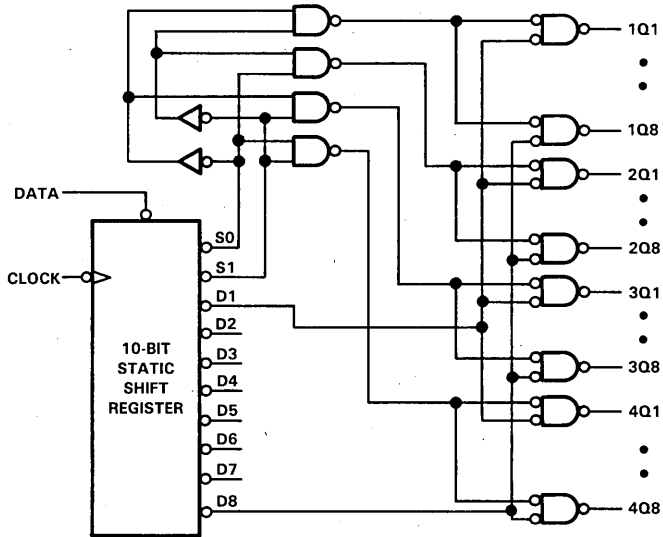 1Q1
1Q8
2Q1
2Q8
3Q1
3Q8
4Q1
4Q8
DATA
CLOCK
10-BIT
STATIC
SHIFT
REGISTER
S0
S1
D1
D2
D3
D4
D5
D6
D7
D8